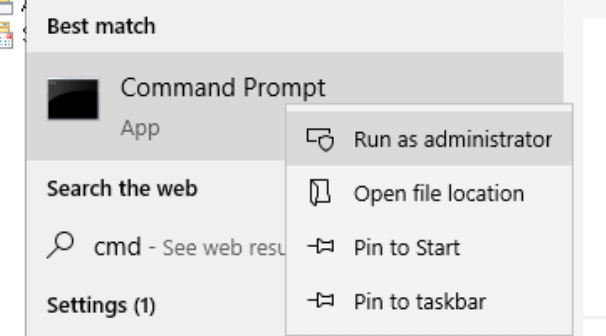 Best match
Command Prompt
App
Run as administrator
Open file location
Search the web
cmd - See web resu
Pin to Start
Settings (1)
Pin to taskbar